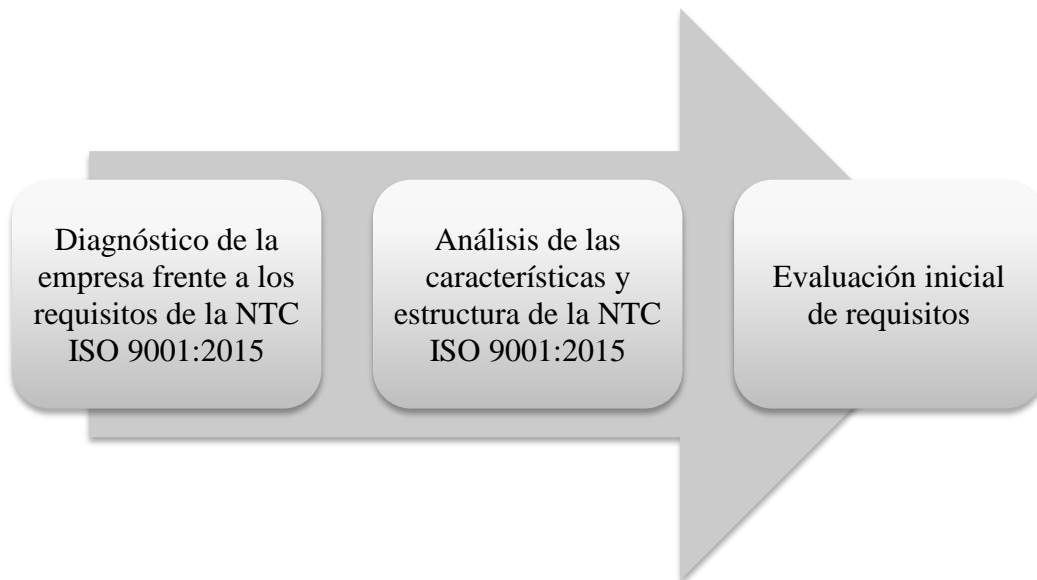 Diagnóstico de la
empresa frente a los
requisitos de la NTC
ISO 9001:2015
Análisis de las
características y
estructura de la NTC
ISO 9001:2015
Evaluación inicial
de requisitos